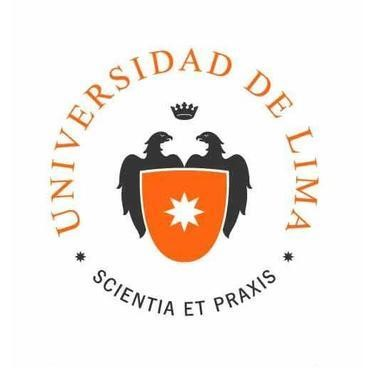 UNIVERSIDAD DE LIMA
SCIENTIA ET PRAXIS